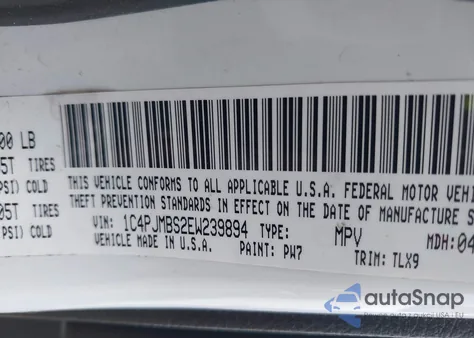 00 LB
5T TIRES
PSI) COLD
05T TIRES
PSI) COLD
THIS VEHICLE CONFORMS TO ALL APPLICABLE U.S.A. FEDERAL MOTOR VEHI
THEFT PREVENTION STANDARDS IN EFFECT ON THE DATE OF MANUFACTURE S
VIN: 1C4PJMBS2EW239894 TYPE: MPV MDH:04
VEHICLE MADE IN U.S.A. PAINT: PW7 TRIM: TLX9
autaSnap